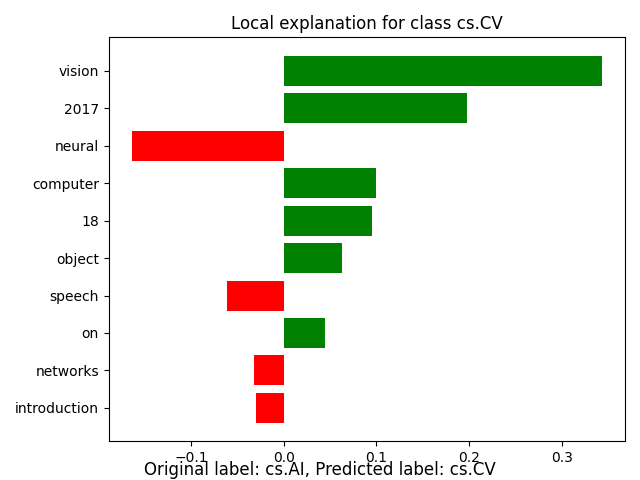 Local explanation for class cs.CV
vision
2017
neural
computer
18
object
speech
on
networks
introduction
−0.1 0.0 0.1 0.2 0.3
Original label: cs.AI, Predicted label: cs.CV